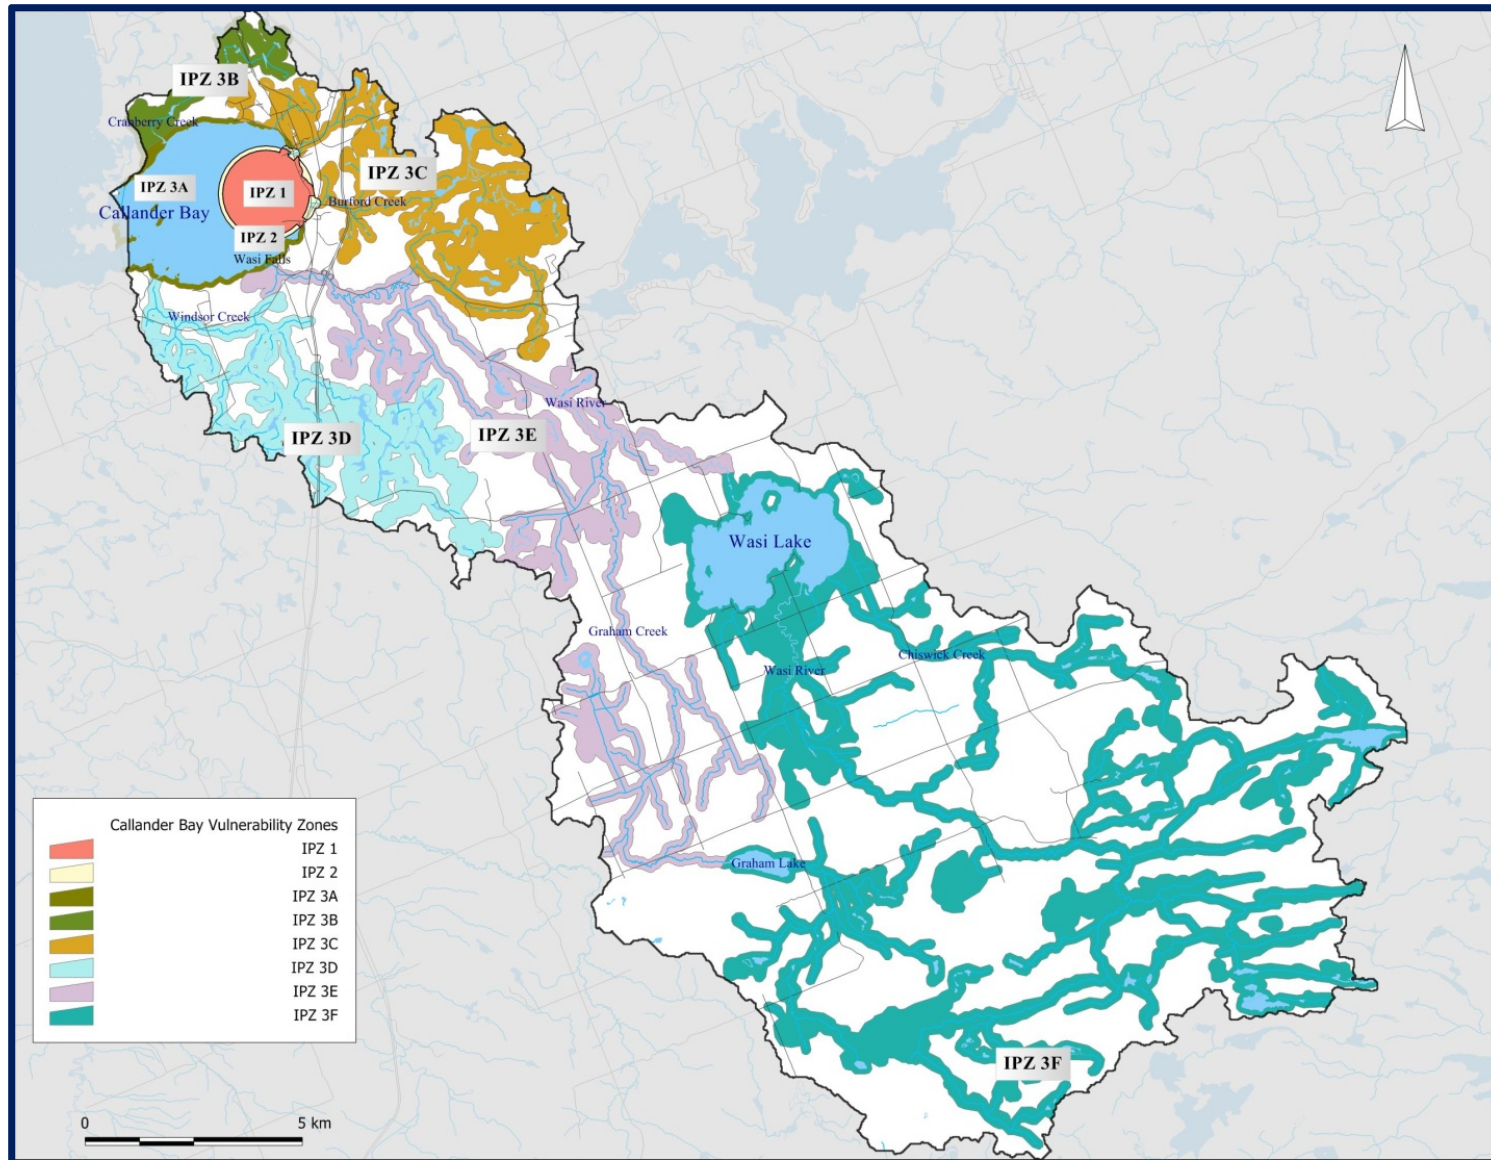 IPZ 3B
Cranberry Creek
IPZ 3C
IPZ 3A
IPZ 1
Burford Creek
Callander Bay
IPZ 2
Wasi Falls
Windsor Creek
Wasi River
IPZ 3D
IPZ 3E
Wasi Lake
Graham Creek
Chiswick Creek
Wasi River
Graham Lake
IPZ 3F
Callander Bay Vulnerability Zones
IPZ 1
IPZ 2
IPZ 3A
IPZ 3B
IPZ 3C
IPZ 3D
IPZ 3E
IPZ 3F
0 5 km